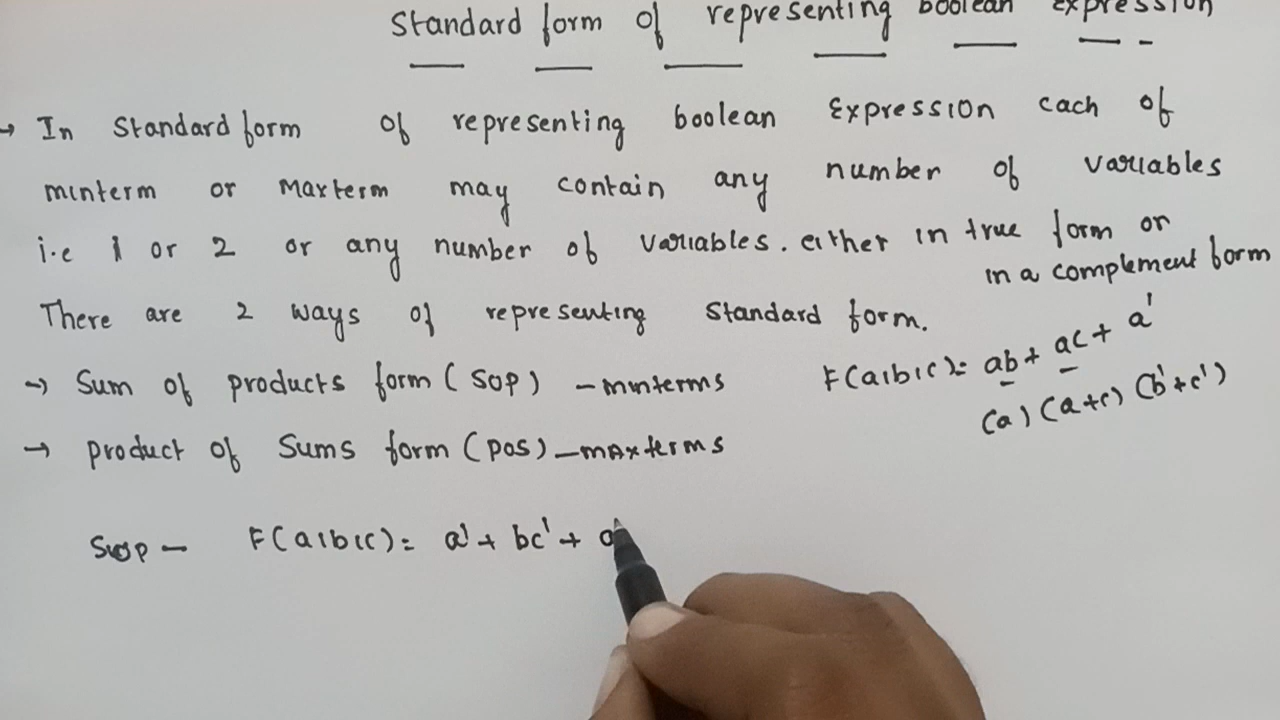 Standard form of representing boolean expression
→ In Standard form of representing boolean Expression cach of
minterm or Maxterm may contain any number of variables
i.e 1 or 2 or any number of variables. either in true form or
in a complement form
There are 2 ways of representing Standard form.
→ Sum of products form (SOP) - minterms
F(a,b,c)= ab + ac + a'
→ product of Sums form (POS) - maxterms
(a) (a+c) (b'+c')
SOP - F(a,b,c)= a' + bc' + a